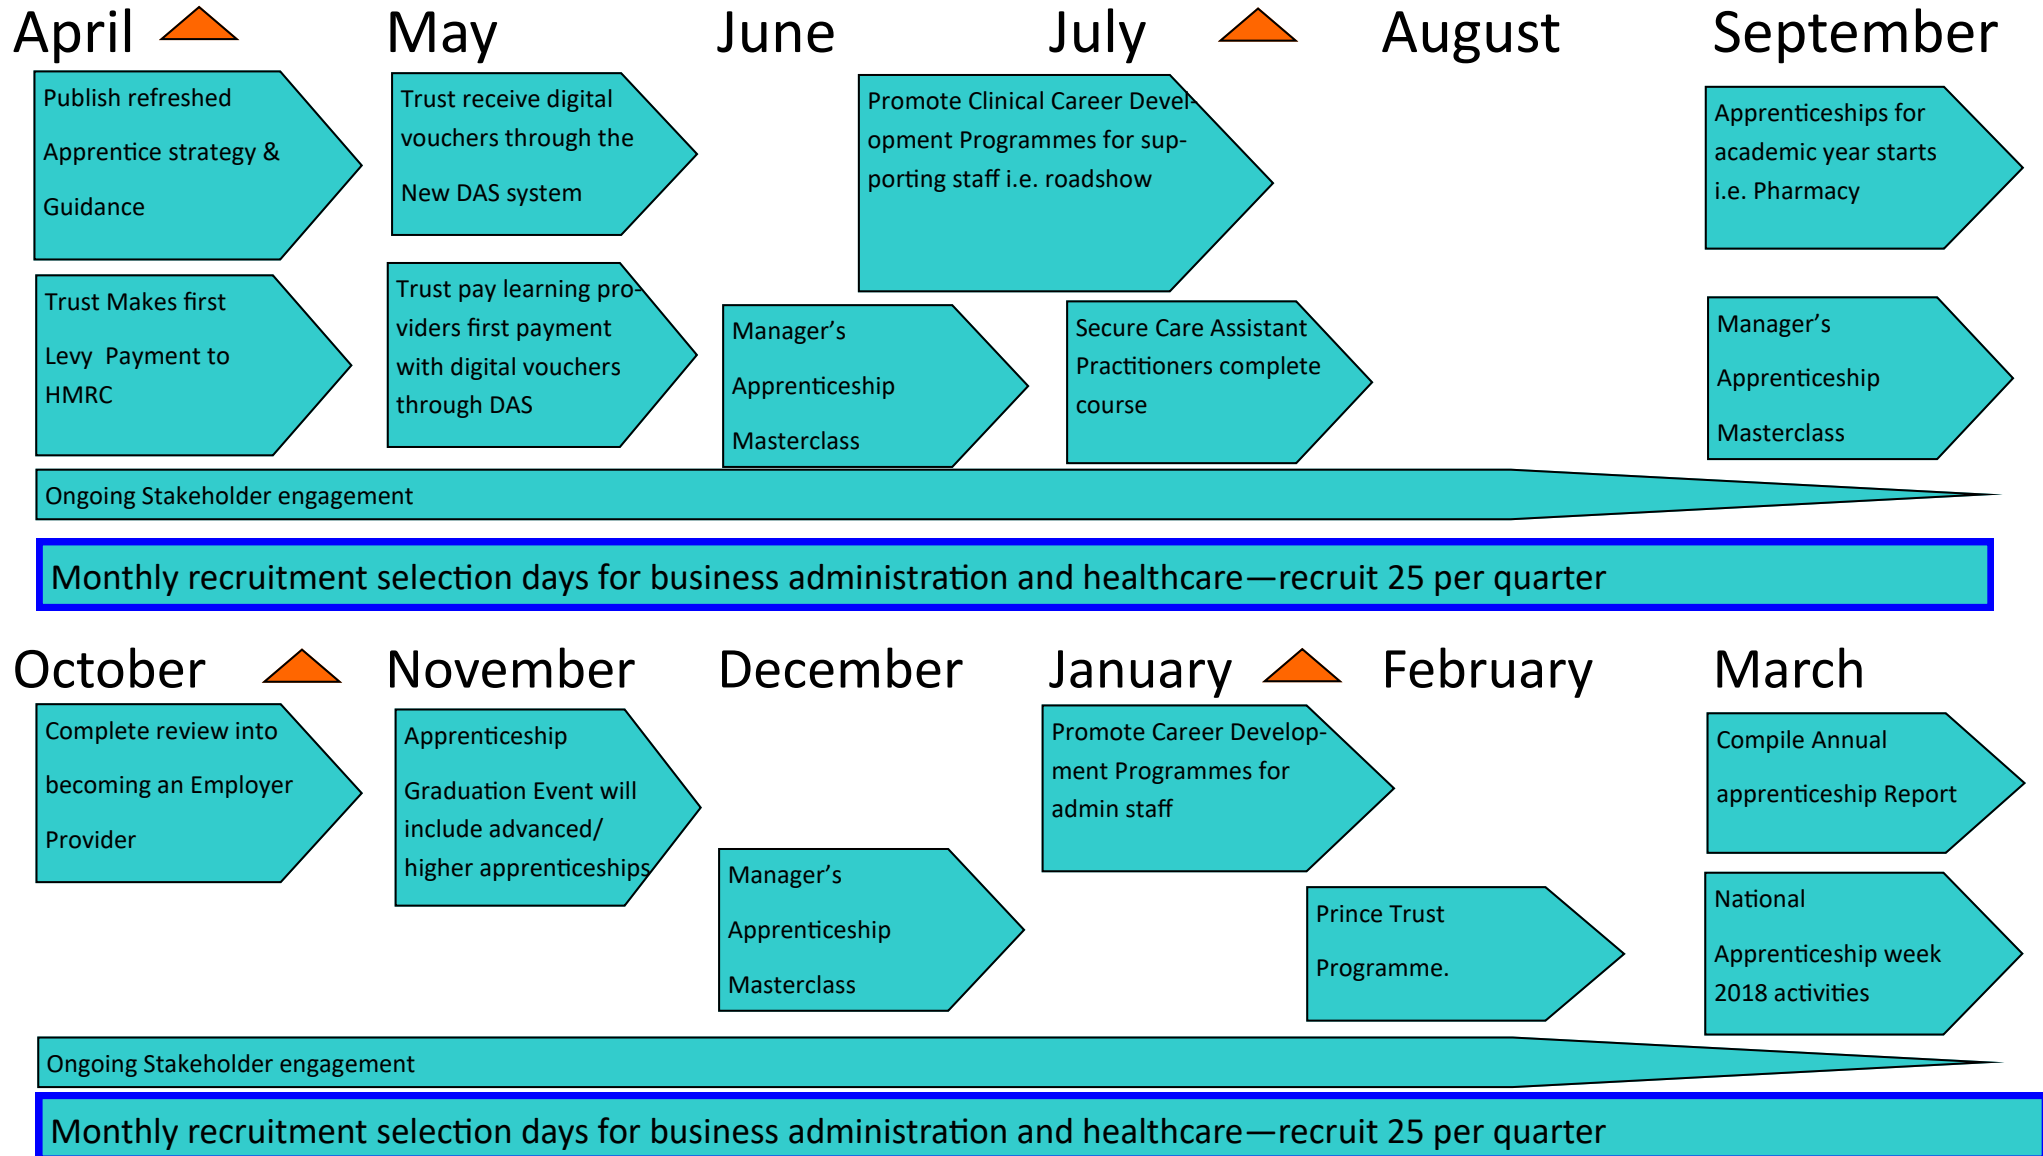 April
May
June
July
August
September
Publish refreshed
Apprentice strategy &
Guidance
Trust receive digital
vouchers through the
New DAS system
Promote Clinical Career Devel-
opment Programmes for sup-
porting staff i.e. roadshow
Apprenticeships for
academic year starts
i.e. Pharmacy
Trust Makes first
Levy  Payment to
HMRC
Trust pay learning pro-
viders first payment
with digital vouchers
through DAS
Manager’s
Apprenticeship
Masterclass
Secure Care Assistant
Practitioners complete
course
Manager’s
Apprenticeship
Masterclass
Ongoing Stakeholder engagement
Monthly recruitment selection days for business administration and healthcare—recruit 25 per quarter
October
November
December
January
February
March
Complete review into
becoming an Employer
Provider
Apprenticeship
Graduation Event will
include advanced/
higher apprenticeships
Manager’s
Apprenticeship
Masterclass
Promote Career Develop-
ment Programmes for
admin staff
Prince Trust
Programme.
Compile Annual
apprenticeship Report
National
Apprenticeship week
2018 activities
Ongoing Stakeholder engagement
Monthly recruitment selection days for business administration and healthcare—recruit 25 per quarter